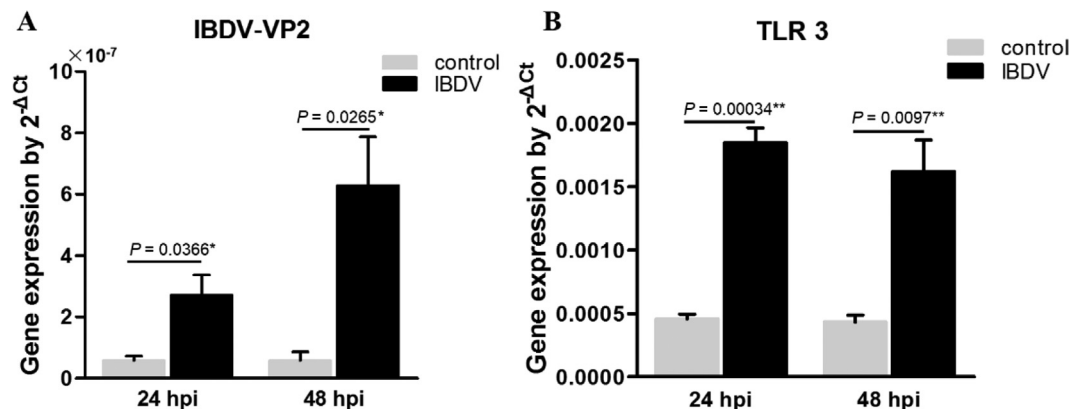 A
IBDV-VP2
×10⁻⁷
control
IBDV
Gene expression by 2^-ΔCt
10
8
6
4
2
0
P = 0.0366*
P = 0.0265*
24 hpi
48 hpi
B
TLR 3
control
IBDV
Gene expression by 2^-ΔCt
0.0025
0.0020
0.0015
0.0010
0.0005
0.0000
P = 0.00034**
P = 0.0097**
24 hpi
48 hpi